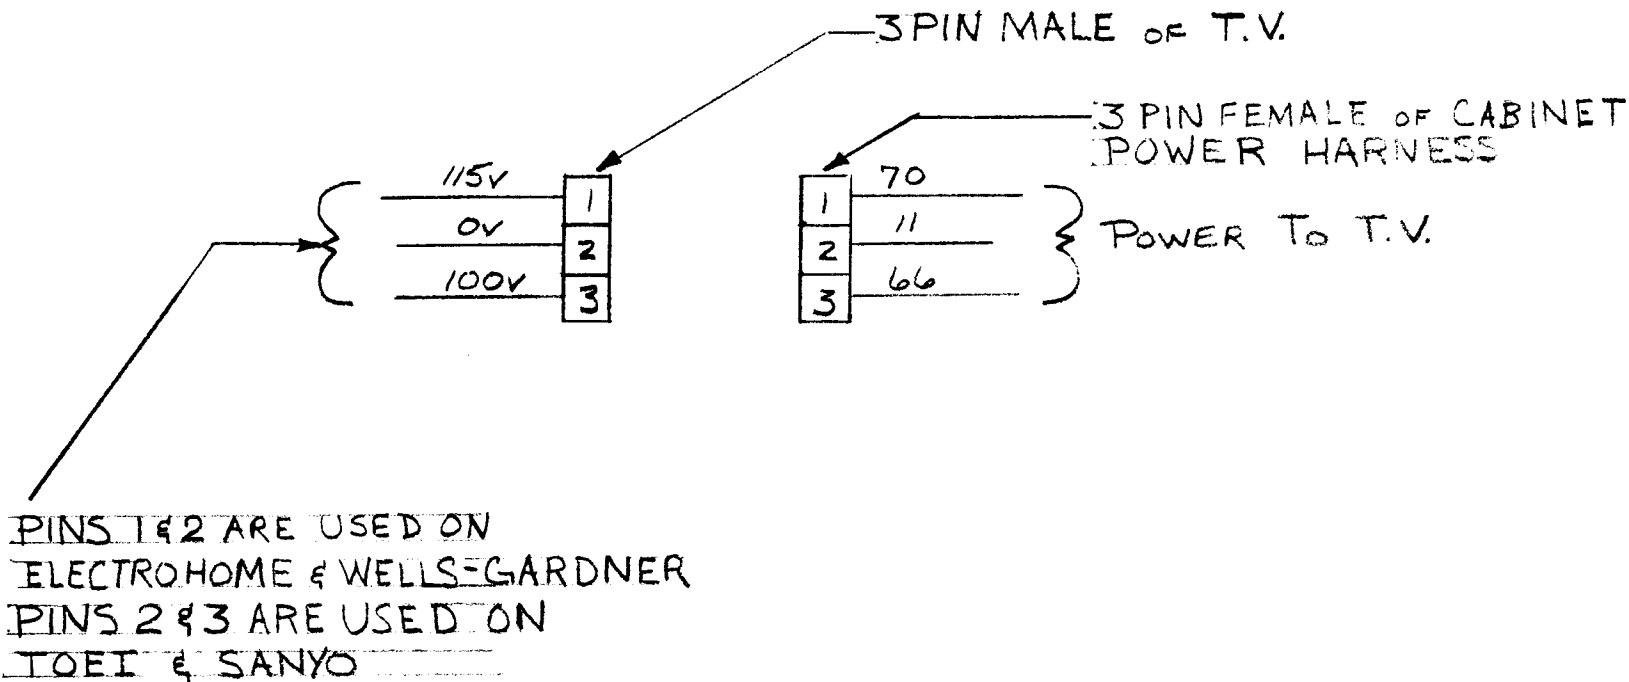 3 PIN MALE OF T.V.
3 PIN FEMALE OF CABINET
POWER HARNESS
115V
1
0V
2
100V
3
1
70
2
11
3
66
POWER TO T.V.
PINS 1 & 2 ARE USED ON
ELECTROHOME & WELLS-GARDNER
PINS 2 & 3 ARE USED ON
TOEI & SANYO